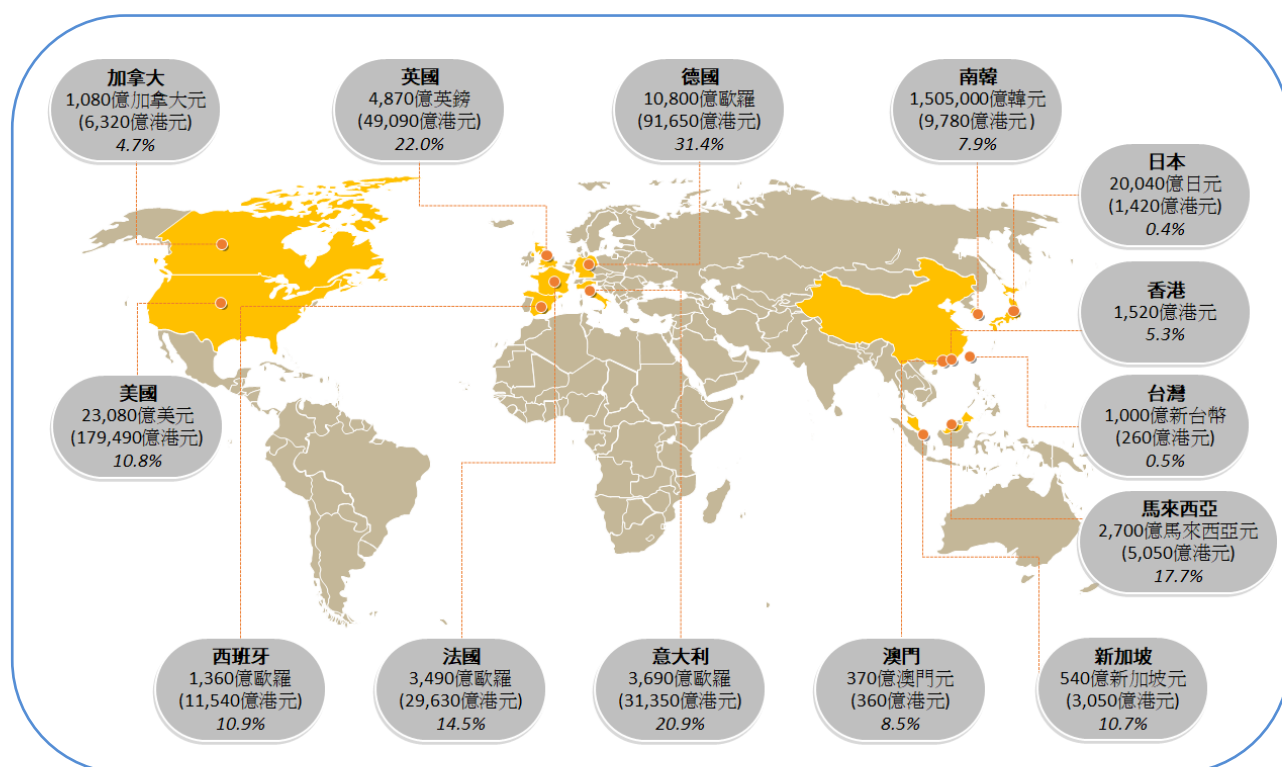 加拿大
1,080億加拿大元
(6,320億港元)
4.7%
英國
4,870億英鎊
(49,090億港元)
22.0%
德國
10,800億歐羅
(91,650億港元)
31.4%
南韓
1,505,000億韓元
(9,780億港元)
7.9%
日本
20,040億日元
(1,420億港元)
0.4%
香港
1,520億港元
5.3%
美國
23,080億美元
(179,490億港元)
10.8%
台灣
1,000億新台幣
(260億港元)
0.5%
馬來西亞
2,700億馬來西亞元
(5,050億港元)
17.7%
西班牙
1,360億歐羅
(11,540億港元)
10.9%
法國
3,490億歐羅
(29,630億港元)
14.5%
意大利
3,690億歐羅
(31,350億港元)
20.9%
澳門
370億澳門元
(360億港元)
8.5%
新加坡
540億新加坡元
(3,050億港元)
10.7%